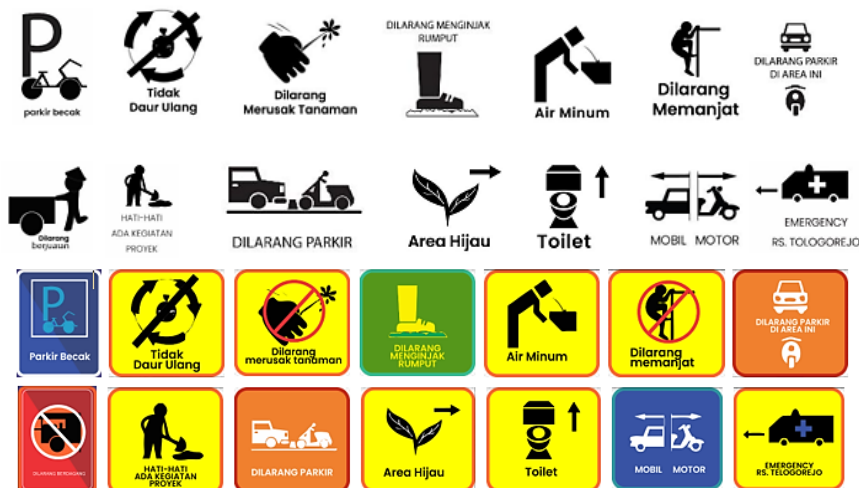 P
parkir becak
Tidak
Daur Ulang
Dilarang
Merusak Tanaman
DILARANG MENGINJAK
RUMPUT
Air Minum
Dilarang
Memanjat
DILARANG PARKIR
DI AREA INI
Dilarang
berjualan
HATI-HATI
ADA KEGIATAN
PROYEK
DILARANG PARKIR
Area Hijau
Toilet
MOBIL MOTOR
EMERGENCY
RS. TOLOGOREJO
P
Parkir Becak
Tidak
Daur Ulang
Dilarang
merusak tanaman
DILARANG
MENGINJAK
RUMPUT
Air Minum
Dilarang
memanjat
DILARANG PARKIR
DI AREA INI
DILARANG BERDAGANG
HATI-HATI
ADA KEGIATAN
PROYEK
DILARANG PARKIR
Area Hijau
Toilet
MOBIL MOTOR
EMERGENCY
RS. TELOGOREJO